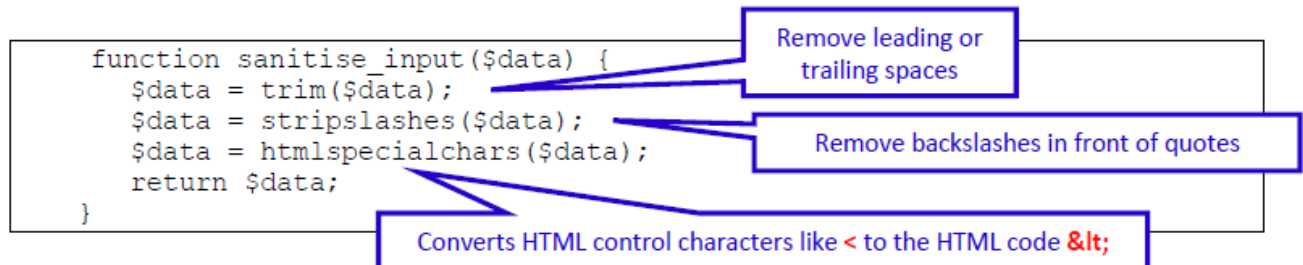 function sanitise_input($data) {
$data = trim($data);
$data = stripslashes($data);
$data = htmlspecialchars($data);
return $data;
}
Remove leading or
trailing spaces
Remove backslashes in front of quotes
Converts HTML control characters like < to the HTML code &lt;